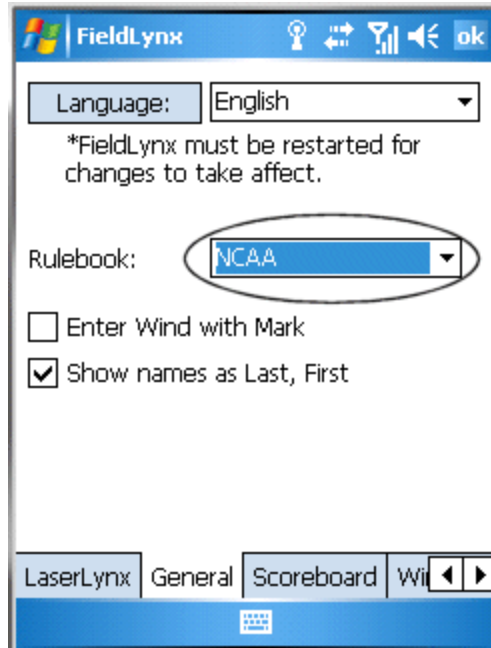 FieldLynx ok
Language: English
*FieldLynx must be restarted for
changes to take affect.
Rulebook: NCAA
Enter Wind with Mark
Show names as Last, First
LaserLynx General Scoreboard Wi